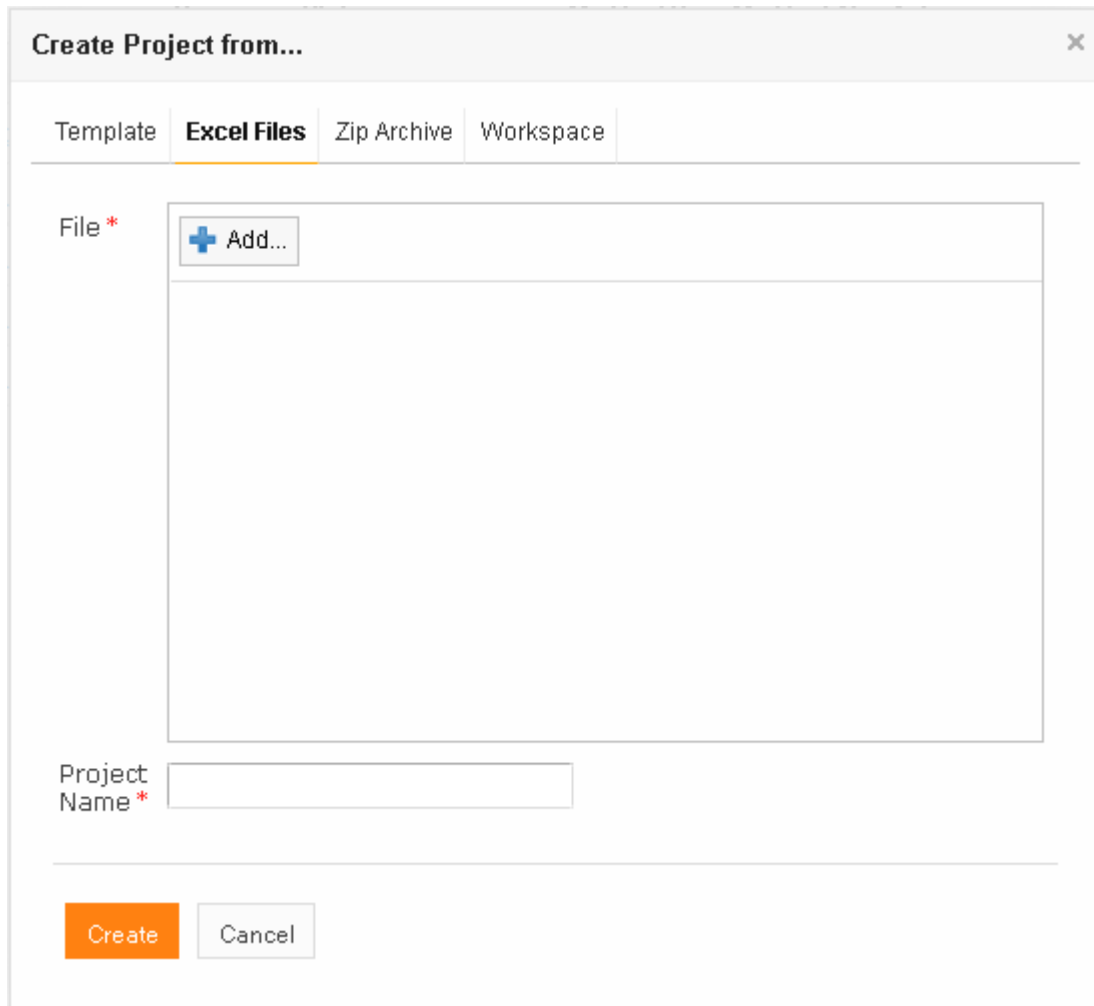 Create Project from...
Template Excel Files Zip Archive Workspace
File *
Add...
Project
Name *
Create Cancel